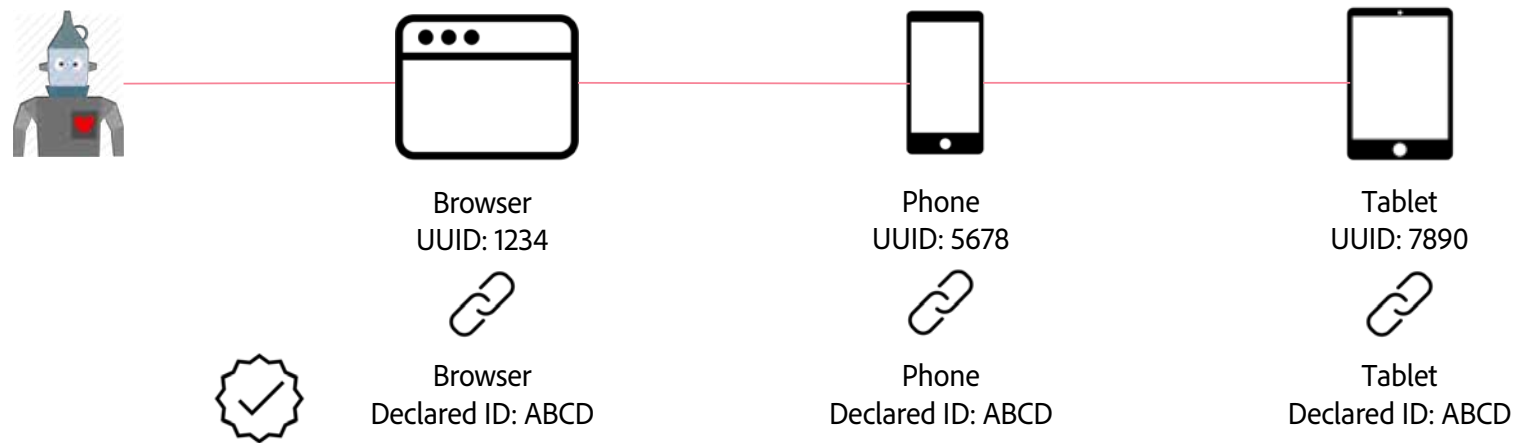 Browser
UUID: 1234
Phone
UUID: 5678
Tablet
UUID: 7890
Browser
Declared ID: ABCD
Phone
Declared ID: ABCD
Tablet
Declared ID: ABCD